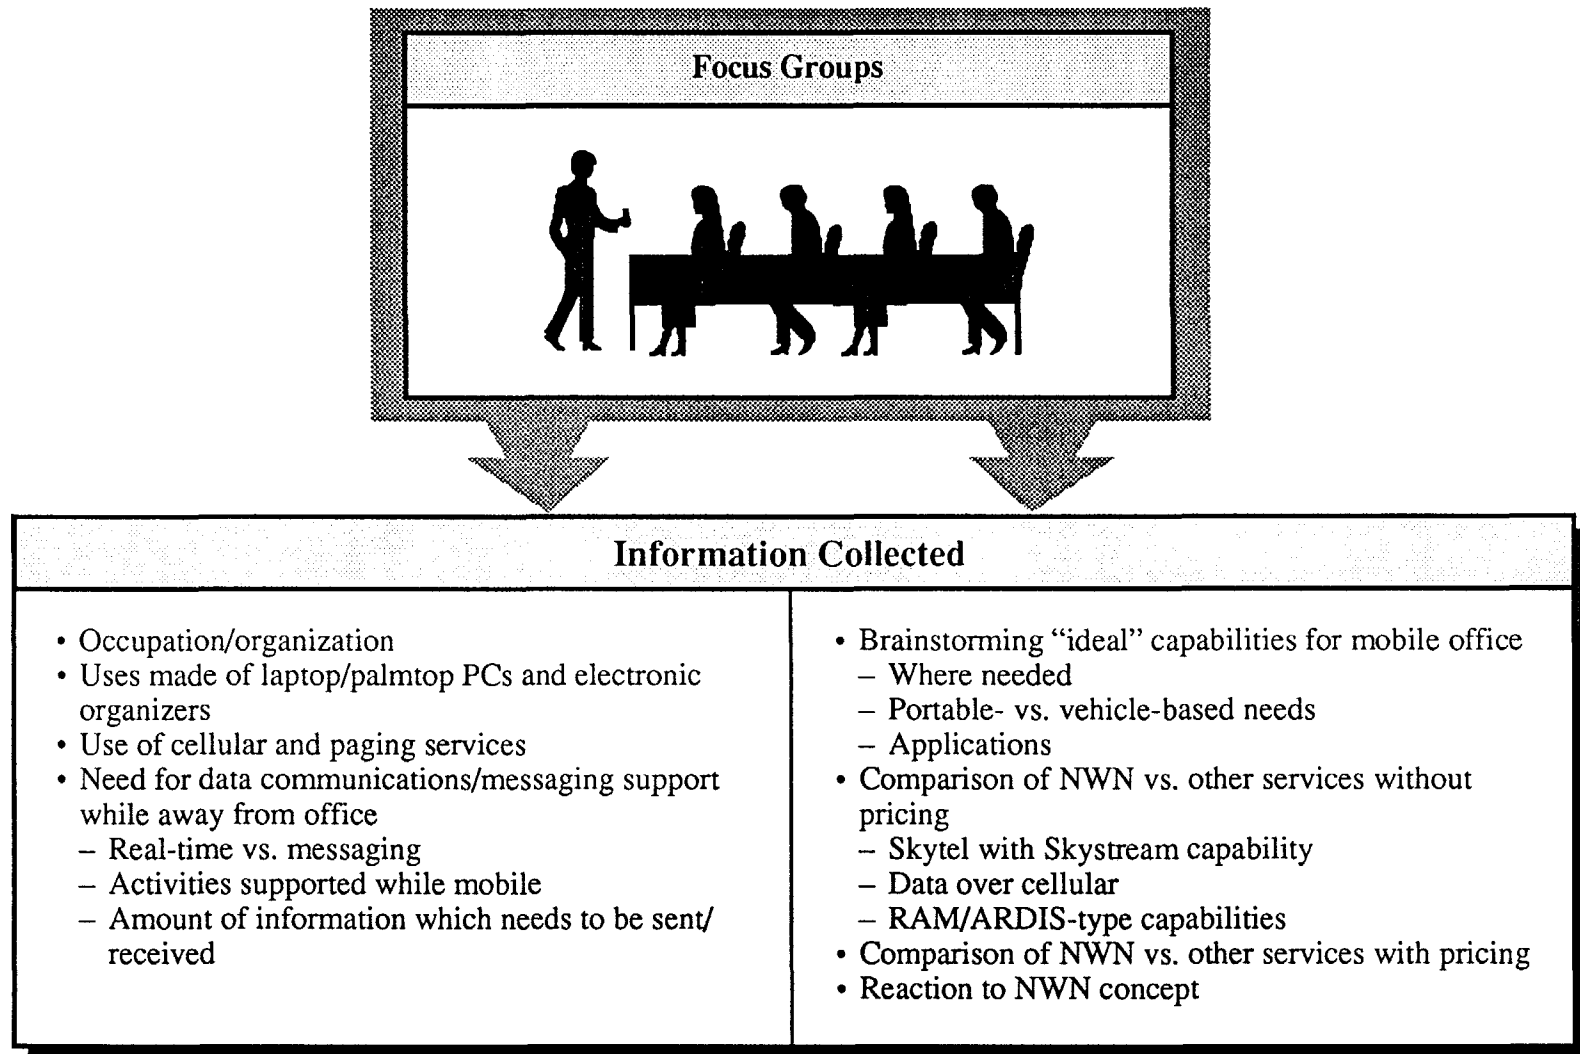 Focus Groups
Information Collected
• Occupation/organization
• Uses made of laptop/palmtop PCs and electronic
organizers
• Use of cellular and paging services
• Need for data communications/messaging support
while away from office
– Real-time vs. messaging
– Activities supported while mobile
– Amount of information which needs to be sent/
received
• Brainstorming “ideal” capabilities for mobile office
– Where needed
– Portable- vs. vehicle-based needs
– Applications
• Comparison of NWN vs. other services without
pricing
– Skytel with Skystream capability
– Data over cellular
– RAM/ARDIS-type capabilities
• Comparison of NWN vs. other services with pricing
• Reaction to NWN concept